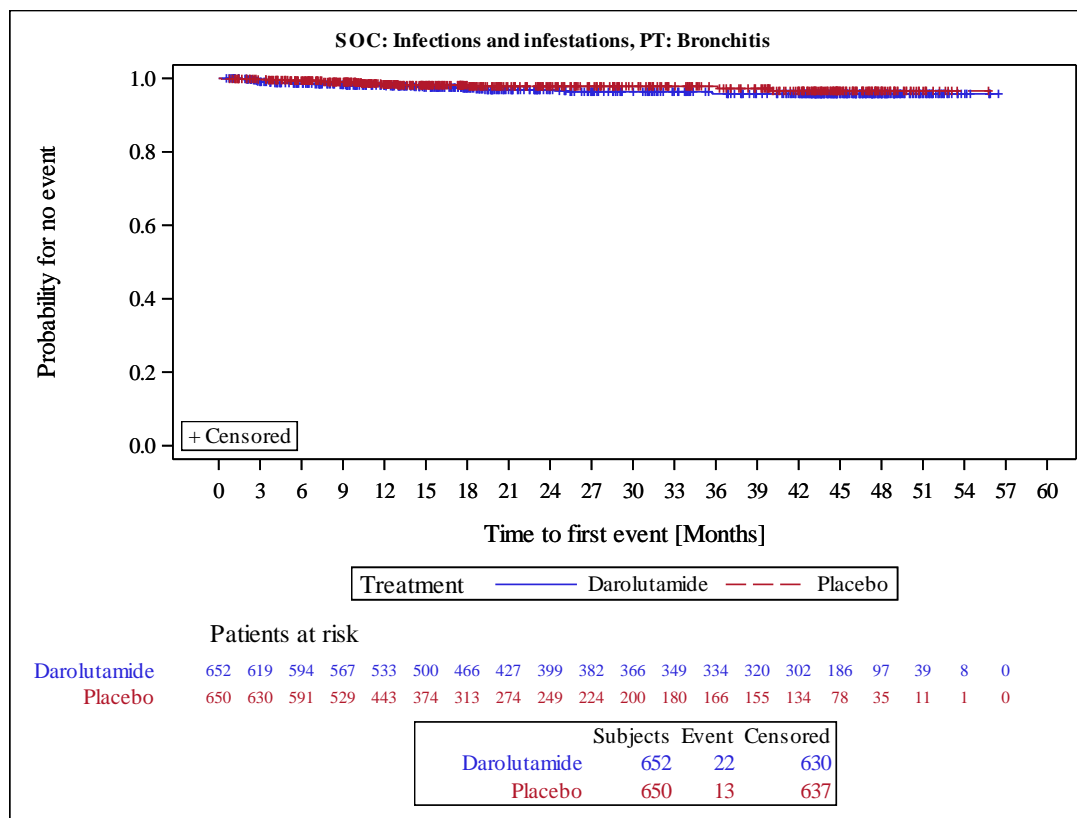 SOC: Infections and infestations, PT: Bronchitis
Probability for no event
1.0
0.8
0.6
0.4
0.2
0.0
+ Censored
0 3 6 9 12 15 18 21 24 27 30 33 36 39 42 45 48 51 54 57 60
Time to first event [Months]
Treatment Darolutamide Placebo
Patients at risk
Darolutamide 652 619 594 567 533 500 466 427 399 382 366 349 334 320 302 186 97 39 8 0
Placebo 650 630 591 529 443 374 313 274 249 224 200 180 166 155 134 78 35 11 1 0
Subjects Event Censored
Darolutamide 652 22 630
Placebo 650 13 637